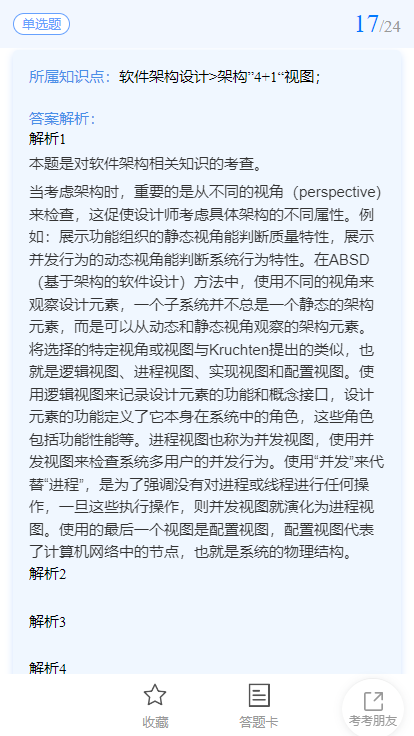 单选题
17/24
所属知识点：软件架构设计>架构”4+1“视图；
答案解析：
解析1
本题是对软件架构相关知识的考查。
当考虑架构时，重要的是从不同的视角（perspective）
来检查，这促使设计师考虑具体架构的不同属性。例
如：展示功能组织的静态视角能判断质量特性，展示
并发行为的动态视角能判断系统行为特性。在ABSD
（基于架构的软件设计）方法中，使用不同的视角来
观察设计元素，一个子系统并不总是一个静态的架构
元素，而是可以从动态和静态视角观察的架构元素。
将选择的特定视角或视图与Kruchten提出的类似，也
就是逻辑视图、进程视图、实现视图和配置视图。使
用逻辑视图来记录设计元素的功能和概念接口，设计
元素的功能定义了它本身在系统中的角色，这些角色
包括功能性能等。进程视图也称为并发视图，使用并
发视图来检查系统多用户的并发行为。使用“并发”来代
替“进程”，是为了强调没有对进程或线程进行任何操
作，一旦这些执行操作，则并发视图就演化为进程视
图。使用的最后一个视图是配置视图，配置视图代表
了计算机网络中的节点，也就是系统的物理结构。
解析2
解析3
解析4
收藏
答题卡
考考朋友